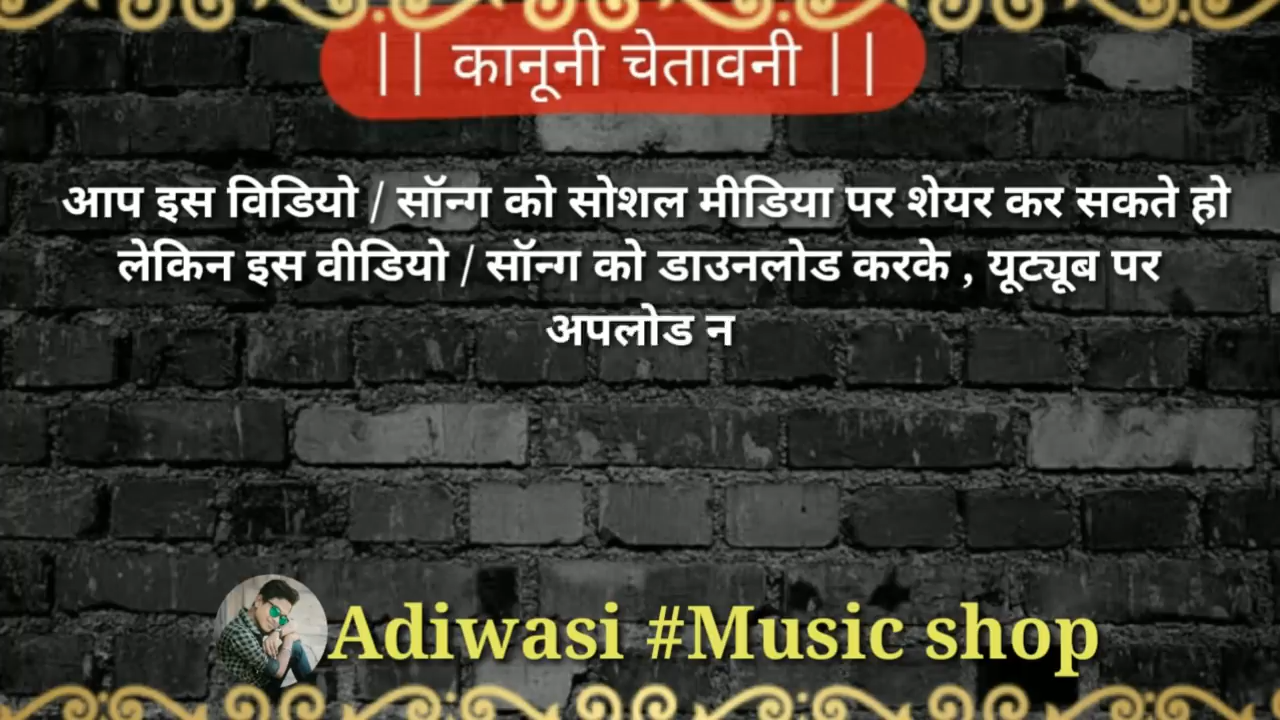 || कानूनी चेतावनी ||
आप इस विडियो / सॉन्ग को सोशल मीडिया पर शेयर कर सकते हो
लेकिन इस वीडियो / सॉन्ग को डाउनलोड करके , यूट्यूब पर
अपलोड न
Adiwasi #Music shop